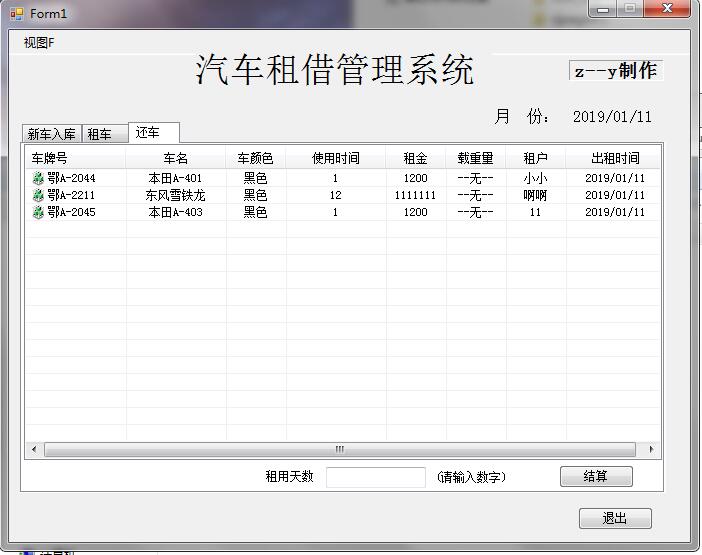 Form1
视图F
汽车租借管理系统
z--y制作
月 份: 2019/01/11
新车入库 租车 还车
车牌号 车名 车颜色 使用时间 租金 载重量 租户 出租时间
鄂A-2044 本田A-401 黑色 1 1200 --无-- 小小 2019/01/11
鄂A-2211 东风雪铁龙 黑色 12 1111111 --无-- 啊啊 2019/01/11
鄂A-2045 本田A-403 黑色 1 1200 --无-- 11 2019/01/11
租用天数 (请输入数字) 结算
退出